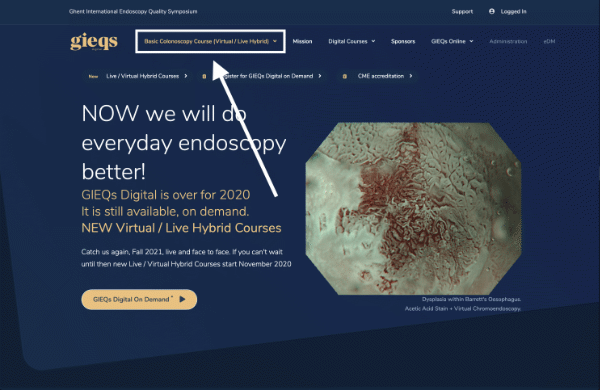 Ghent International Endoscopy Quality Symposium
Support
Logged In
gieqs
Basic Colonoscopy Course (Virtual / Live Hybrid)
Mission
Digital Courses
Sponsors
GIEQs Online
Administration
eDM
New
Live / Virtual Hybrid Courses
gister for GIEQs Digital on Demand
CME accreditation
NOW we will do
everyday endoscopy
better!
GIEQs Digital is over for 2020
It is still available, on demand.
NEW Virtual / Live Hybrid Courses
Catch us again, Fall 2021, live and face to face. If you can't wait
until then new Live / Virtual Hybrid Courses start November 2020
GIEQs Digital On Demand
Dysplasia within Barrett's Oesophagus.
Acetic Acid Stain + Virtual Chromoendoscopy.